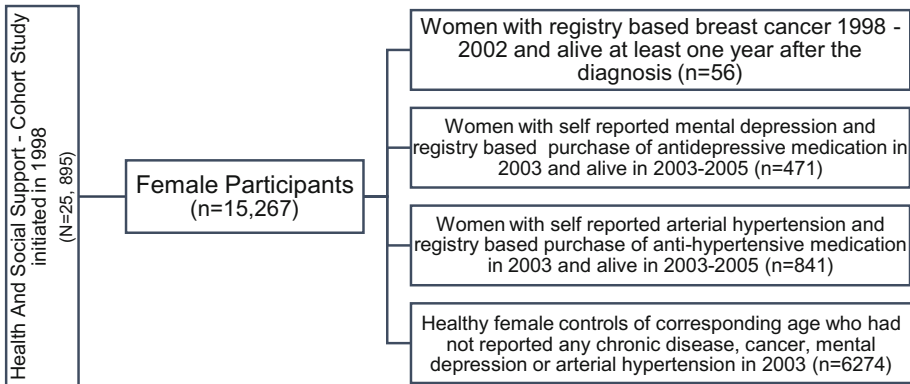 Health And Social Support - Cohort Study
inititated in 1998
(N=25, 895)
Female Participants
(n=15,267)
Women with registry based breast cancer 1998 -
2002 and alive at least one year after the
diagnosis (n=56)
Women with self reported mental depression and
registry based purchase of antidepressive medication in
2003 and alive in 2003-2005 (n=471)
Women with self reported arterial hypertension and
registry based purchase of anti-hypertensive medication
in 2003 and alive in 2003-2005 (n=841)
Healthy female controls of corresponding age who had
not reported any chronic disease, cancer, mental
depression or arterial hypertension in 2003 (n=6274)